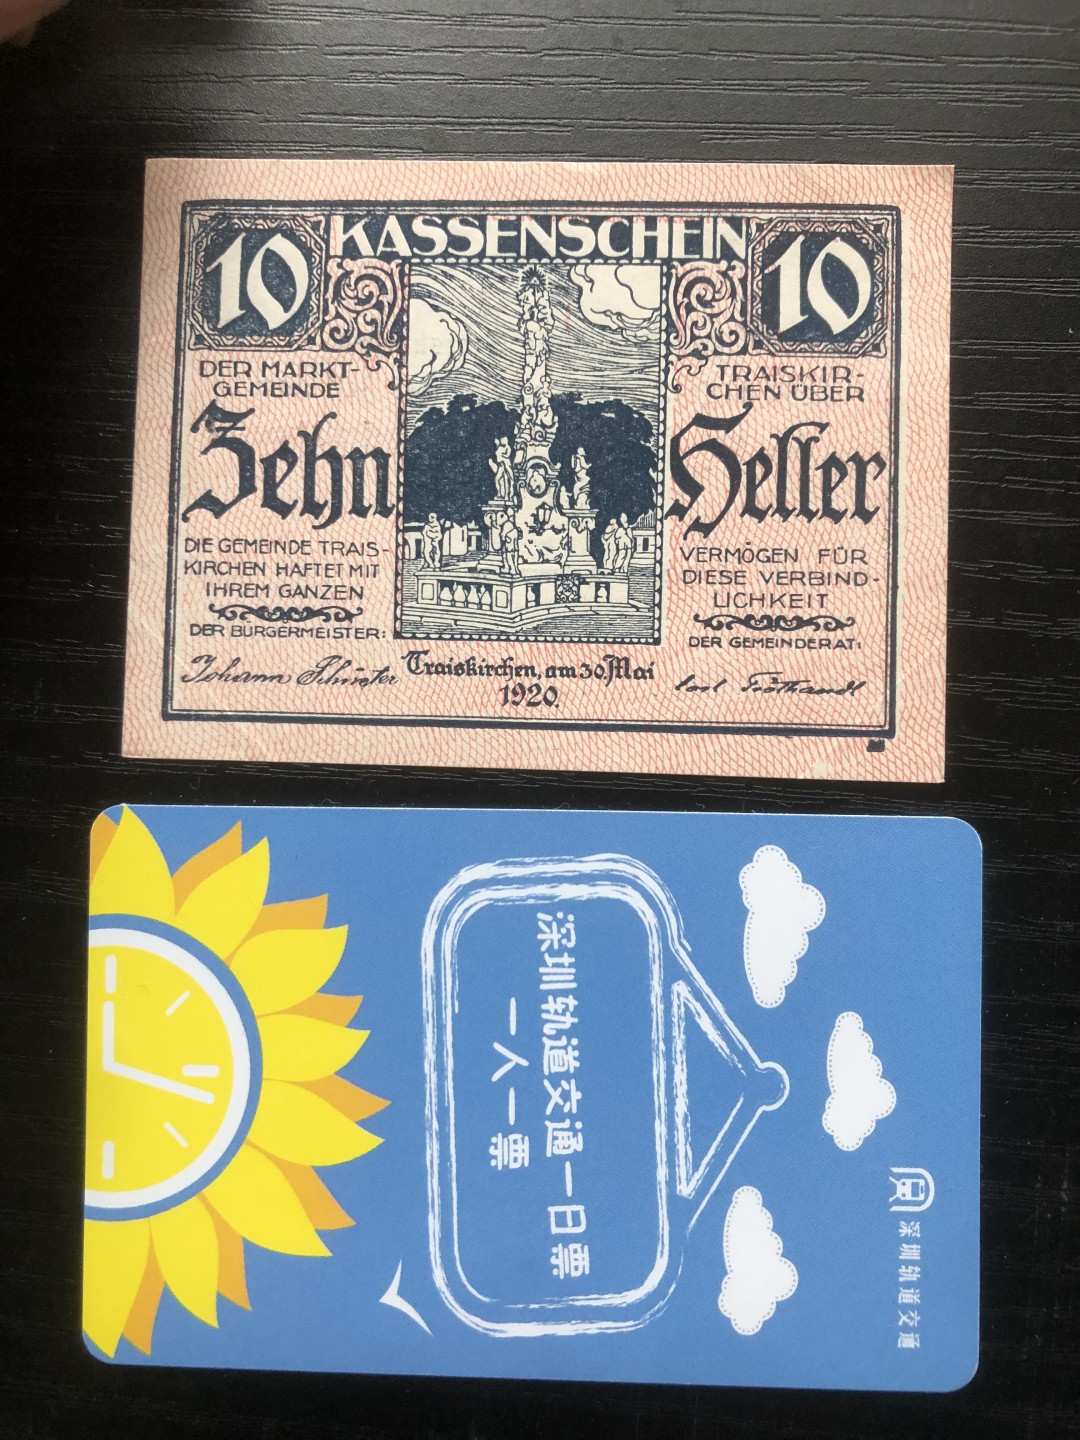 KASSENSCHEIN
10
10
DER MARKT-
GEMEINDE
TRAISKIR-
CHEN ÜBER
Zehn
Heller
DIE GEMEINDE TRAIS-
KIRCHEN HAFTET MIT
IHREM GANZEN
VERMÖGEN FÜR
DIESE VERBIND-
LICHKEIT
DER BÜRGERMEISTER:
DER GEMEINDERAT:
Johann
Traiskirchen, am 30. Mai
1920.
深圳轨道交通一日票
一人一票
深圳轨道交通